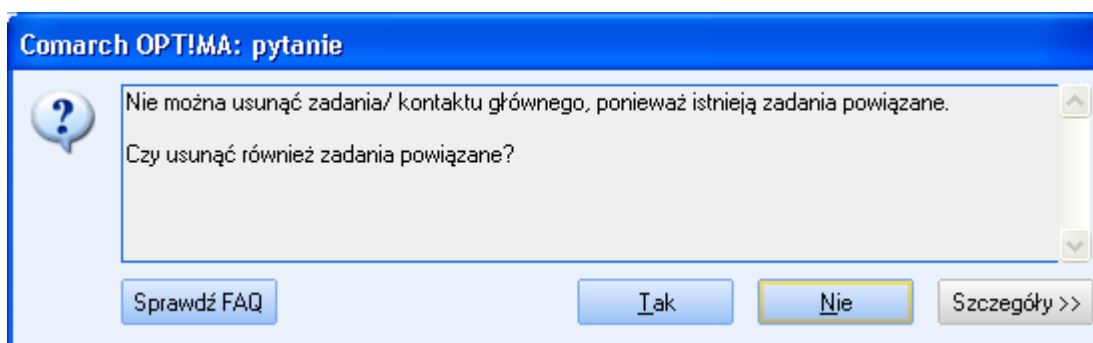 Comarch OPT!MA: pytanie
Nie można usunąć zadania/ kontaktu głównego, ponieważ istnieją zadania powiązane.
Czy usunąć również zadania powiązane?
Sprawdź FAQ
Tak
Nie
Szczegóły >>